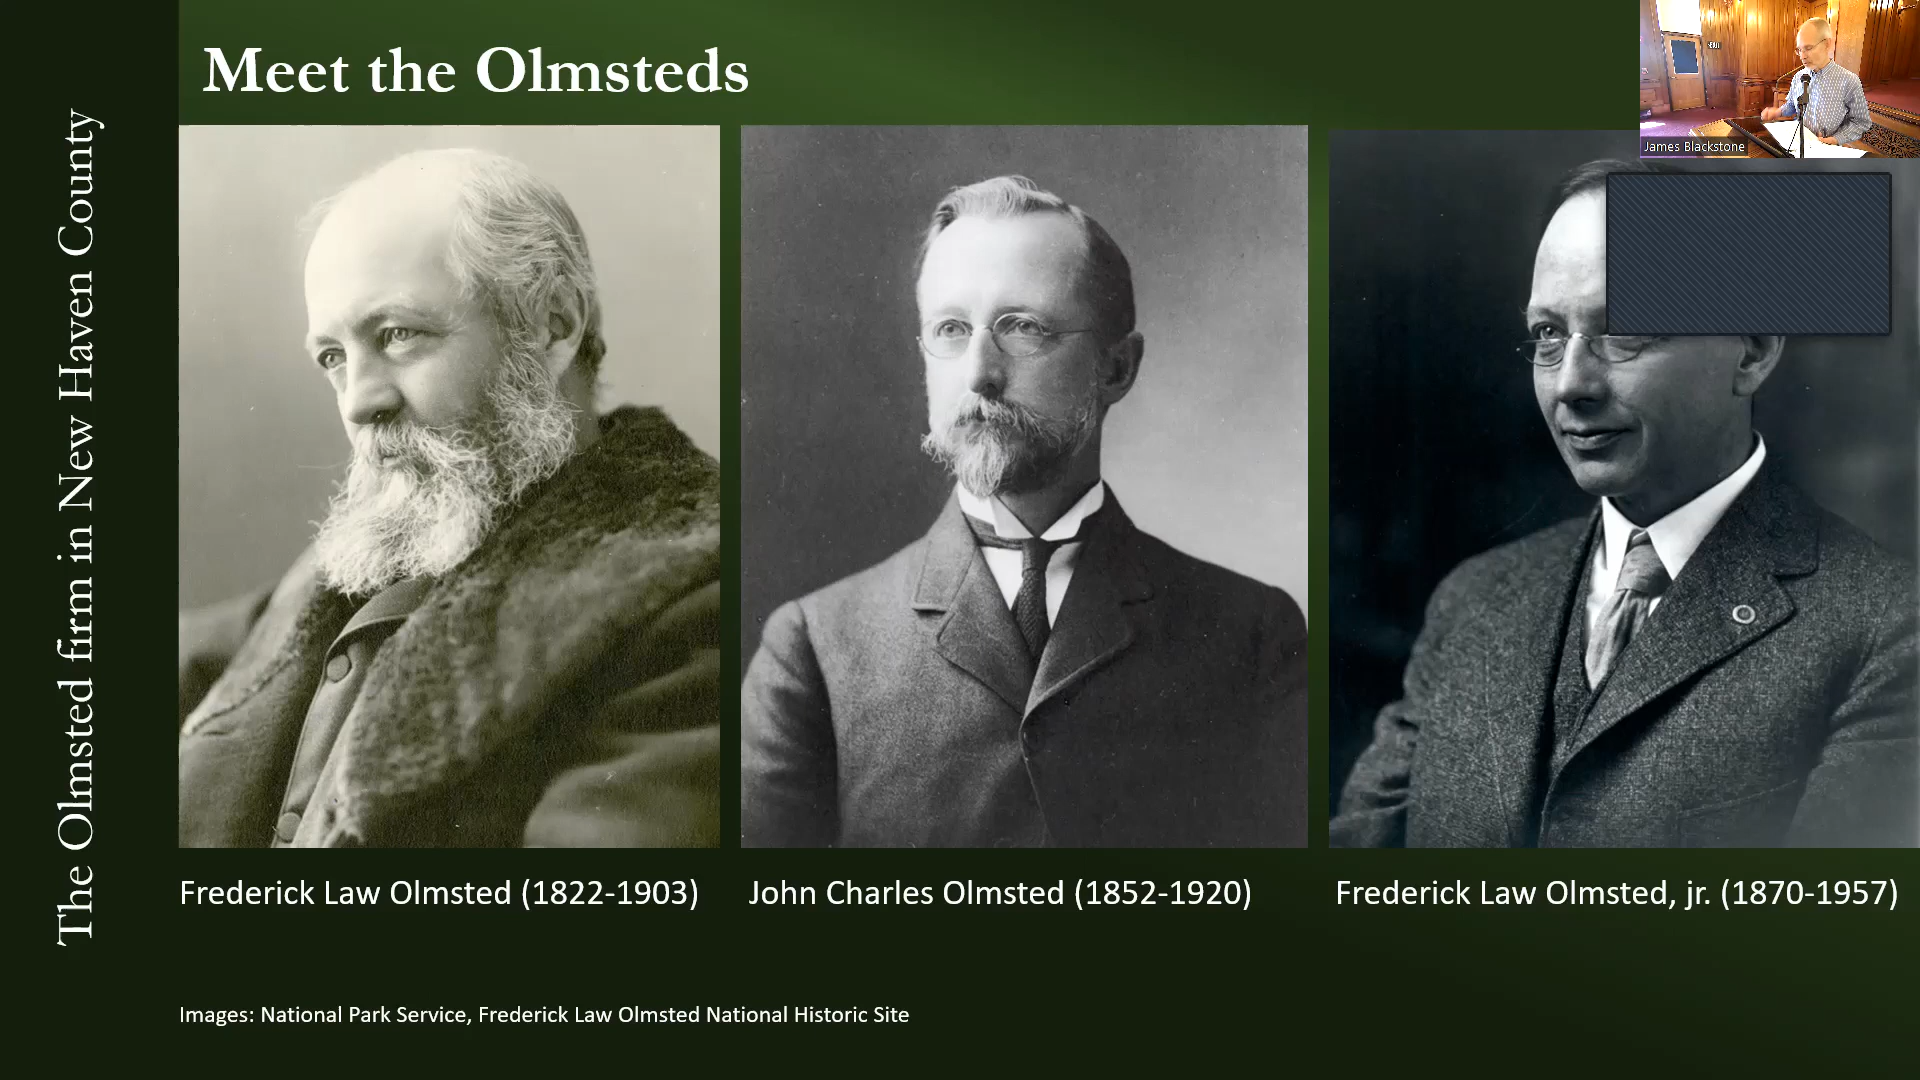 Meet the Olmsteds
James Blackstone
The Olmsted firm in New Haven County
Frederick Law Olmsted (1822-1903)
John Charles Olmsted (1852-1920)
Frederick Law Olmsted, jr. (1870-1957)
Images: National Park Service, Frederick Law Olmsted National Historic Site